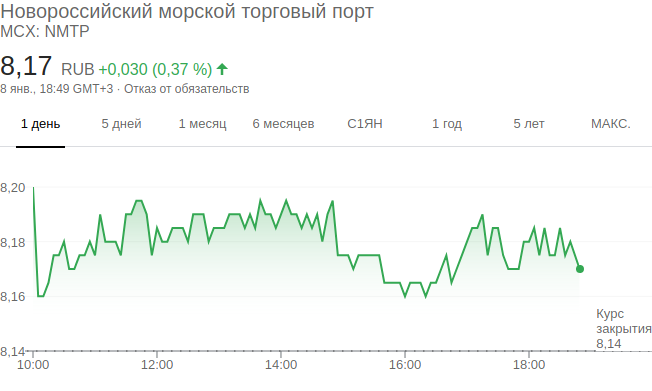 Новороссийский морской торговый порт
MCX: NMTP
8,17 RUB +0,030 (0,37 %)
8 янв., 18:49 GMT+3 · Отказ от обязательств
1 день 5 дней 1 месяц 6 месяцев С1ЯН 1 год 5 лет МАКС.
8,20
8,18
8,16
Курс
закрытия
8,14
8,14
10:00 12:00 14:00 16:00 18:00